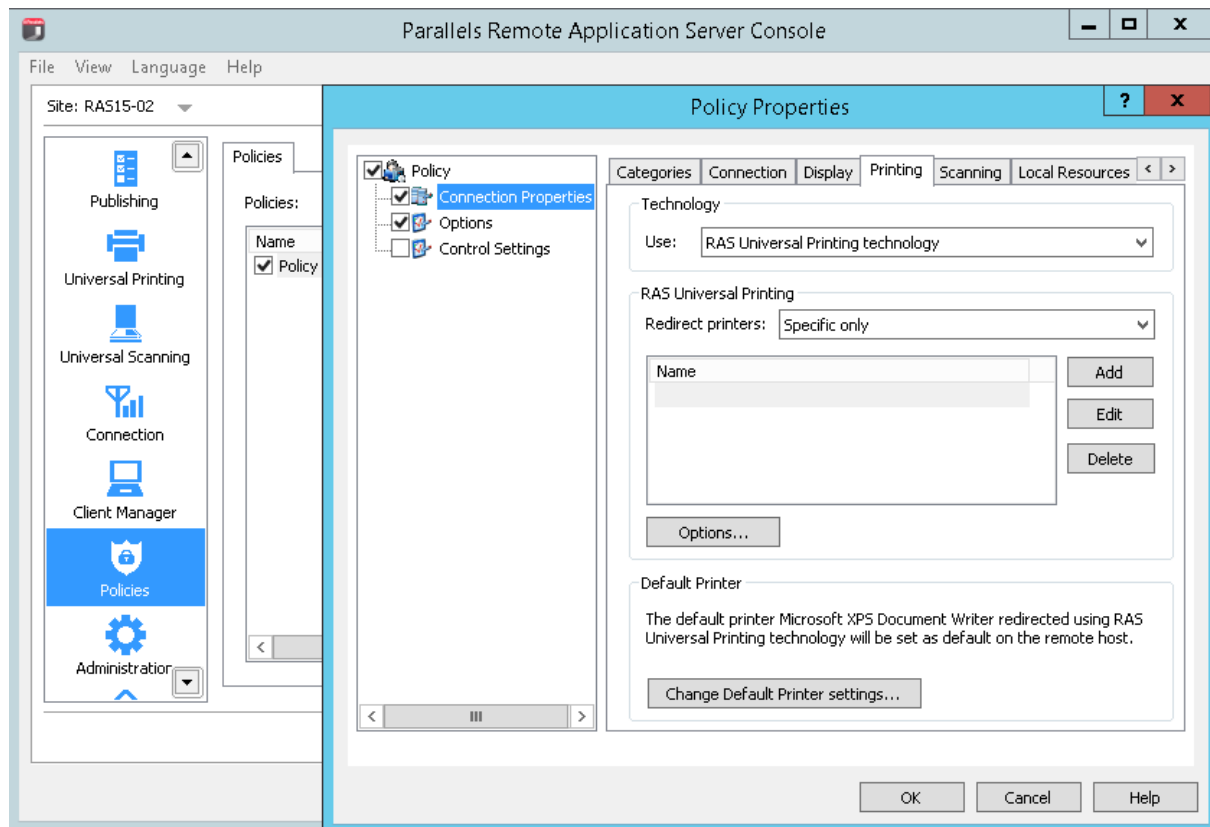 Parallels Remote Application Server Console
File View Language Help
Site: RAS15-02
Publishing
Universal Printing
Universal Scanning
Connection
Client Manager
Policies
Administration
Policies
Policies:
Name
Policy
Policy Properties
?
X
Policy
Connection Properties
Options
Control Settings
Categories Connection Display Printing Scanning Local Resources
Technology
Use: RAS Universal Printing technology
RAS Universal Printing
Redirect printers: Specific only
Name
Add
Edit
Delete
Options...
Default Printer
The default printer Microsoft XPS Document Writer redirected using RAS
Universal Printing technology will be set as default on the remote host.
Change Default Printer settings...
OK Cancel Help